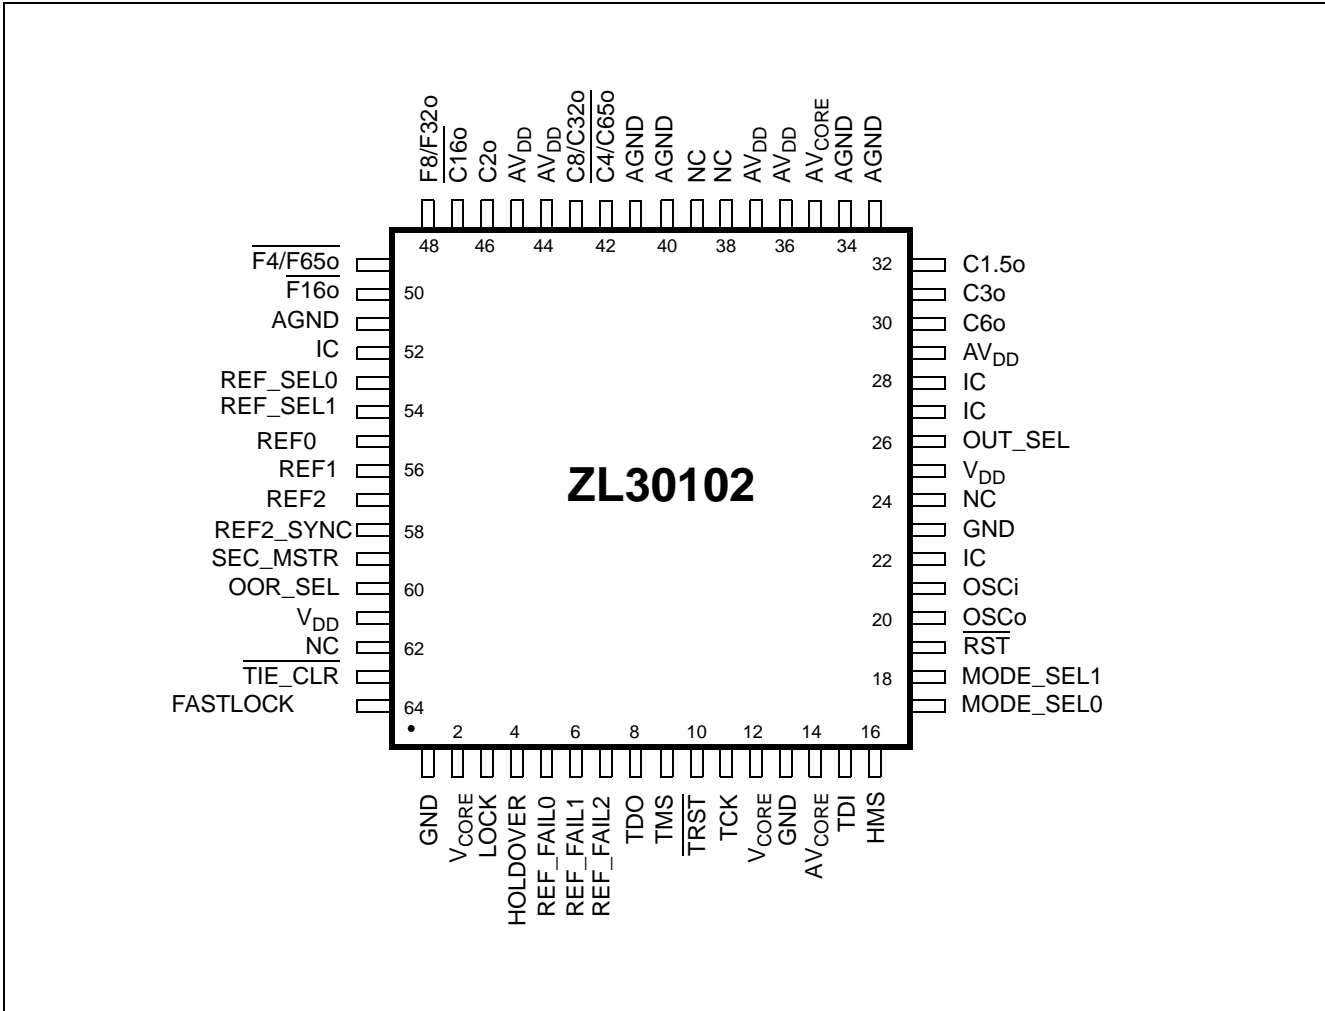 F8/F32o
C16o
C2o
AVDD
AVDD
C8/C32o
C4/C65o
AGND
AGND
NC
NC
AVDD
AVDD
AVCORE
AGND
AGND
48 46 44 42 40 38 36 34
F4/F65o
F16o 50
AGND
IC 52
REF_SEL0
REF_SEL1 54
REF0
REF1 56
REF2
REF2_SYNC 58
SEC_MSTR
OOR_SEL 60
VDD
NC 62
TIE_CLR
FASTLOCK 64
ZL30102
32 C1.5o
C3o
30 C6o
AVDD
28 IC
IC
26 OUT_SEL
VDD
24 NC
GND
22 IC
OSCi
20 OSCo
RST
18 MODE_SEL1
MODE_SEL0
2 4 6 8 10 12 14 16
GND
VCORE
LOCK
HOLDOVER
REF_FAIL0
REF_FAIL1
REF_FAIL2
TDO
TMS
TRST
TCK
VCORE
GND
AVCORE
TDI
HMS